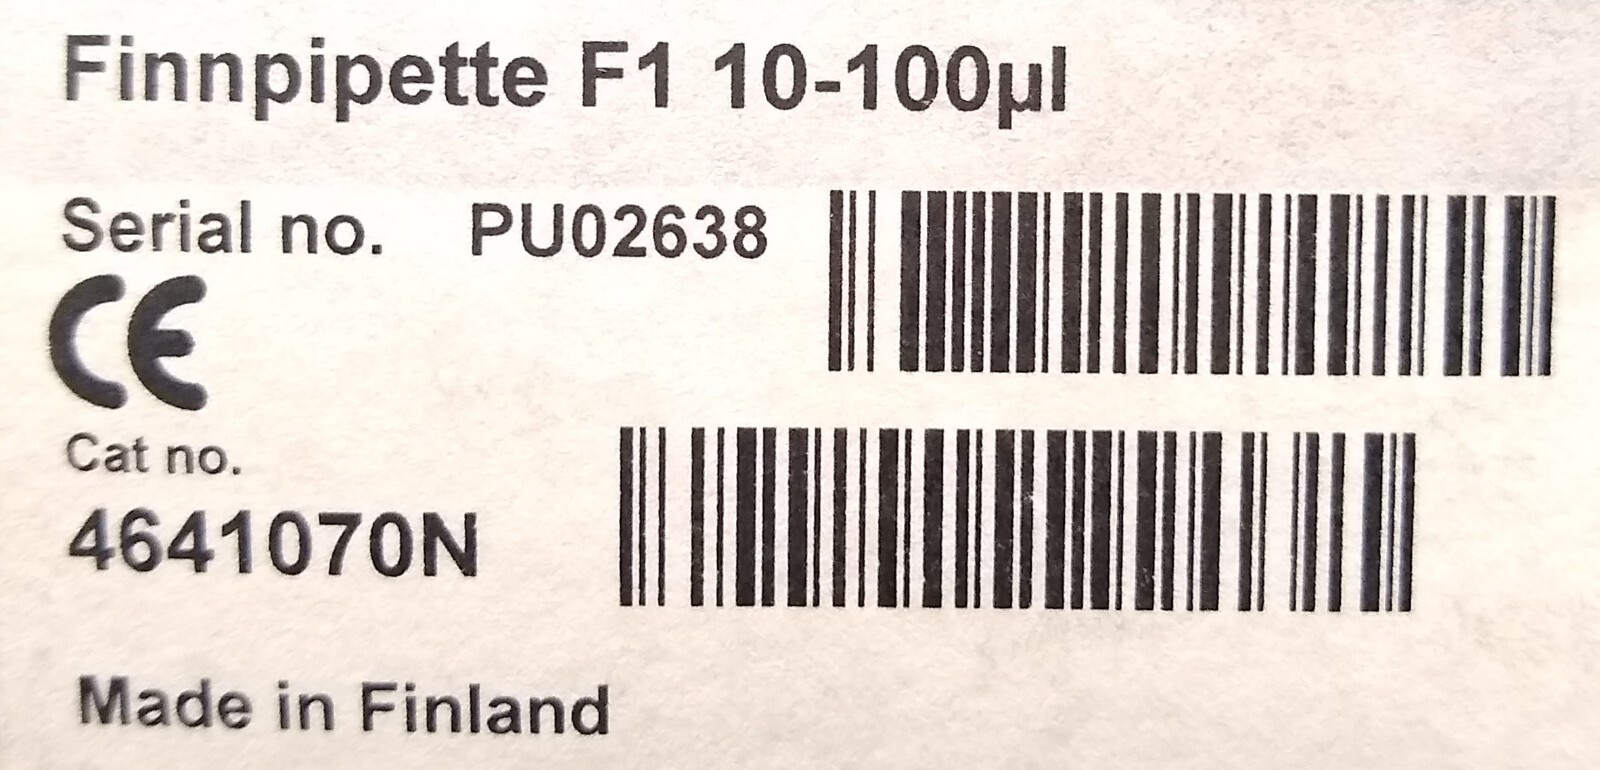 Finnpipette F1 10-100µl
Serial no. PU02638
CE
Cat no.
4641070N
Made in Finland